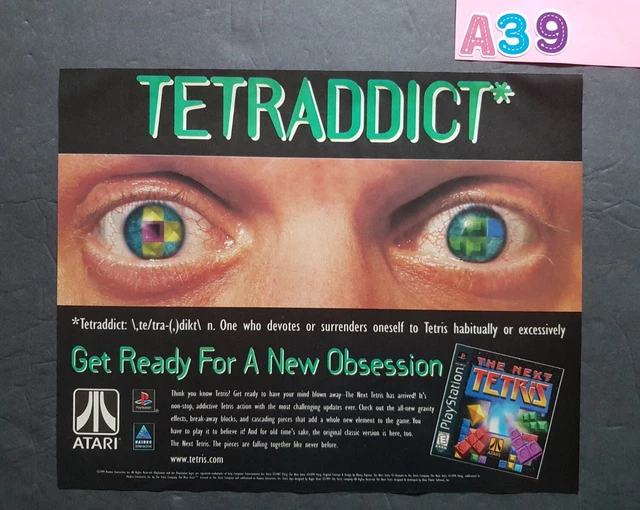 A39
TETRADDICT*
*Tetraddict: \,te/tra-(,)dikt\ n. One who devotes or surrenders oneself to Tetris habitually or excessively
Get Ready For A New Obsession
Think you know Tetris? Get ready to have your mind blown away—The Next Tetris has arrived! It's
non-stop, addictive Tetris action with the most challenging updates ever. Check out the all-new gravity
effects, break-away blocks, and cascading pieces that add a whole new element to the game. You
have to play it to believe it! And for old time's sake, the original classic version is here, too.
The Next Tetris. The pieces are falling together like never before.
www.tetris.com
ATARI
PlayStation
HASBRO
Interactive
PlayStation
THE NEXT
TETRIS
ATARI